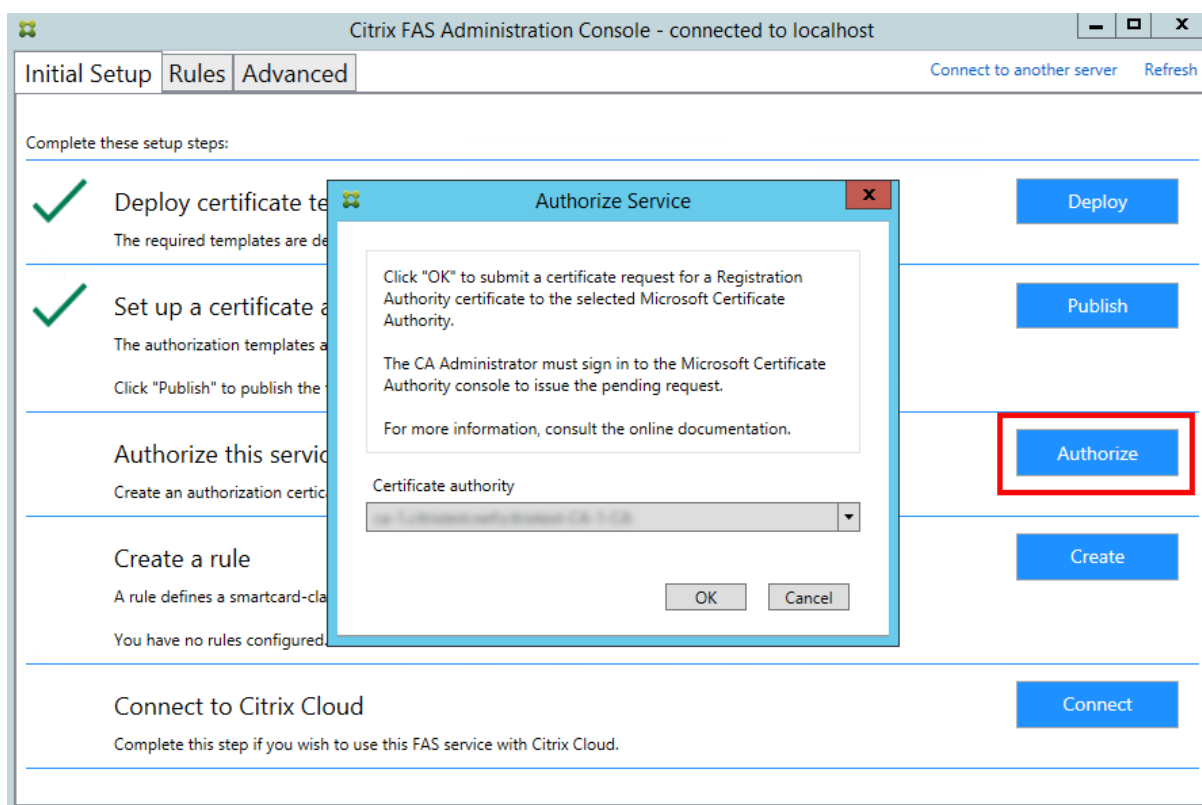 Citrix FAS Administration Console - connected to localhost
Initial Setup Rules Advanced
Connect to another server Refresh
Complete these setup steps:
Deploy certificate te
Deploy
The required templates are de
Set up a certificate a
Publish
The authorization templates a
Click "Publish" to publish the
Authorize this servic
Authorize
Create an authorization certic
Create a rule
Create
A rule defines a smartcard-cla
You have no rules configured.
Connect to Citrix Cloud
Connect
Complete this step if you wish to use this FAS service with Citrix Cloud.
Authorize Service
Click "OK" to submit a certificate request for a Registration
Authority certificate to the selected Microsoft Certificate
Authority.
The CA Administrator must sign in to the Microsoft Certificate
Authority console to issue the pending request.
For more information, consult the online documentation.
Certificate authority
OK Cancel